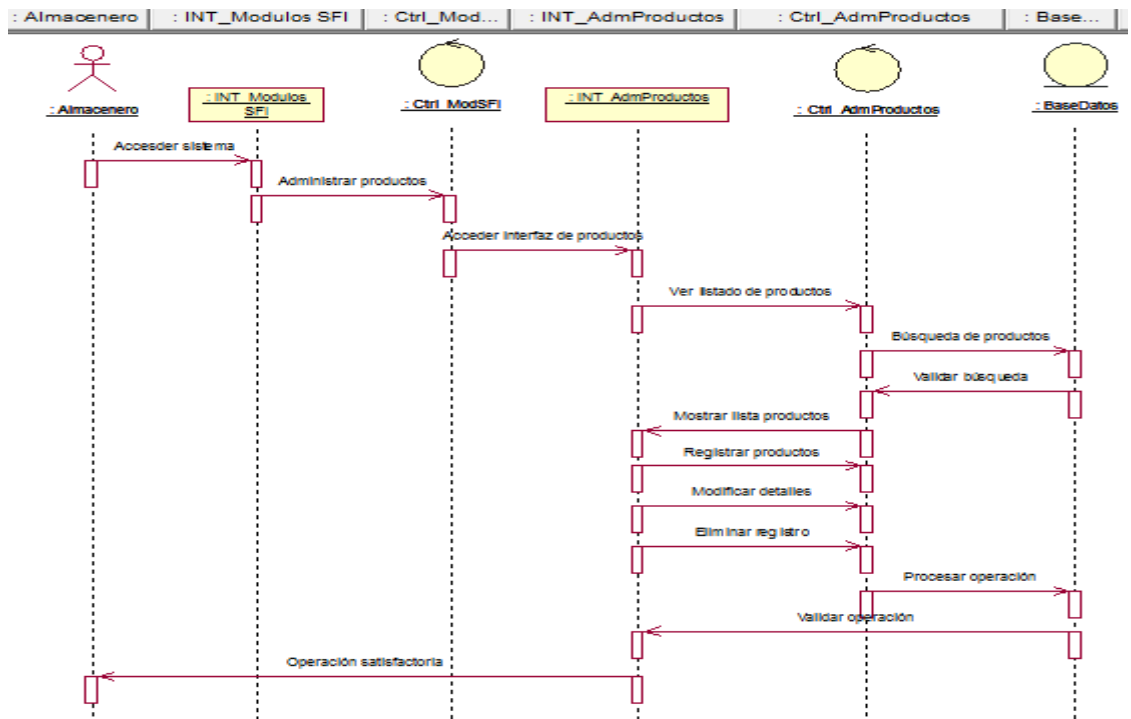 : Almacenero
: INT_Modulos SFI
: Ctrl_Mod...
: INT_AdmProductos
: Ctrl_AdmProductos
: Base...
: Almacenero
: INT_Modulos
SFI
: Ctrl_ModSFI
: INT_AdmProductos
: Ctrl_AdmProductos
: BaseDatos
Accesder sistema
Administrar productos
Acceder interfaz de productos
Ver listado de productos
Búsqueda de productos
Validar búsqueda
Mostrar lista productos
Registrar productos
Modificar detalles
Eliminar registro
Procesar operación
Validar operación
Operación satisfactoria